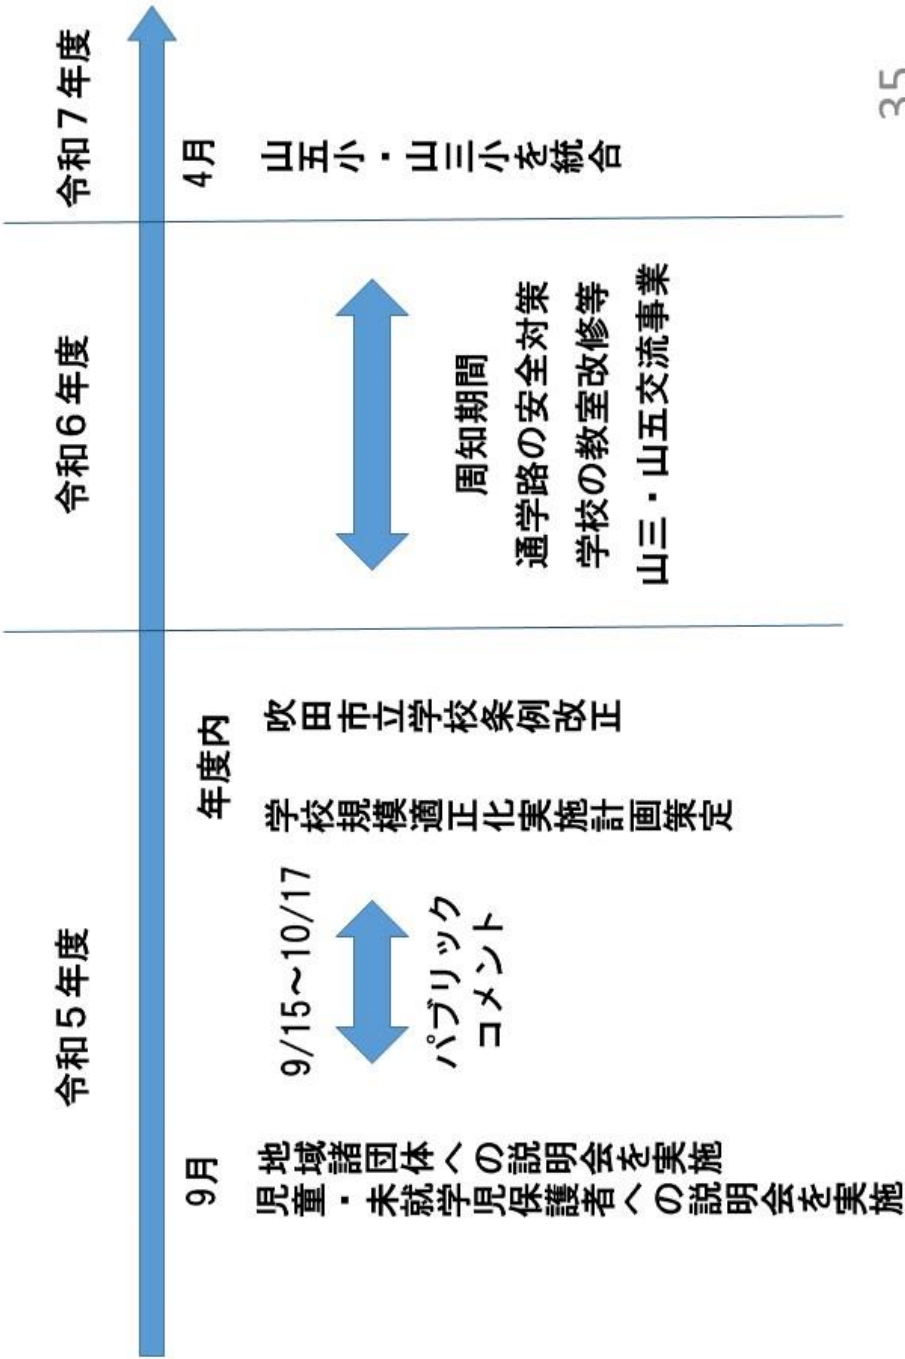 令和5年度
令和6年度
令和7年度
9月
地域諸団体への説明会を実施
児童・未就学児保護者への説明会を実施
9/15～10/17
パブリック
コメント
年度内
学校規模適正化実施計画策定
吹田市立学校条例改正
周知期間
通学路の安全対策
学校の教室改修等
山三・山五交流事業
4月
山五小・山三小を統合
35